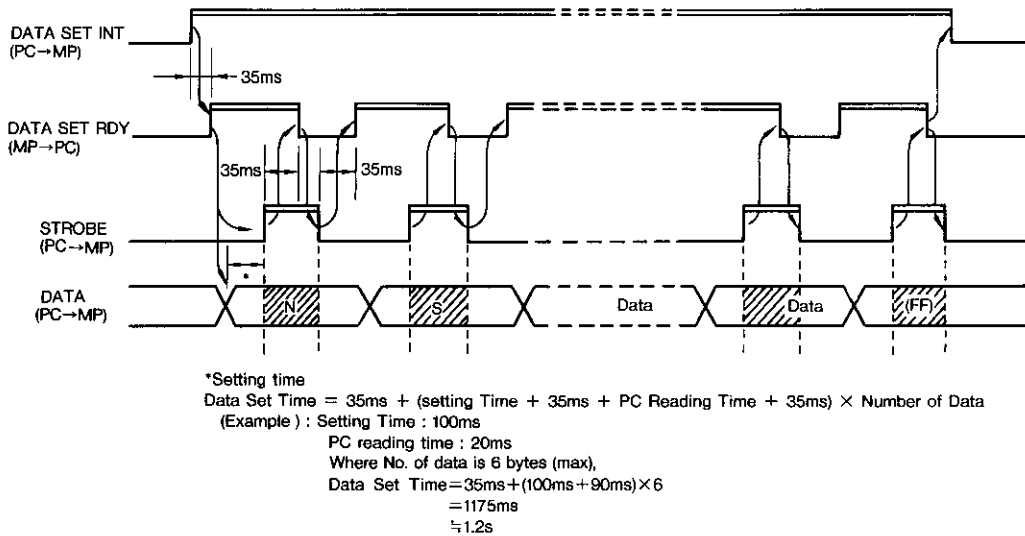 DATA SET INT
(PC→MP)
35ms
DATA SET RDY
(MP→PC)
35ms
35ms
STROBE
(PC→MP)
*
DATA
(PC→MP)
N
S
Data
Data
(FF)
*Setting time
Data Set Time = 35ms + (setting Time + 35ms + PC Reading Time + 35ms) × Number of Data
(Example) : Setting Time : 100ms
PC reading time : 20ms
Where No. of data is 6 bytes (max),
Data Set Time=35ms+(100ms+90ms)×6
=1175ms
≒1.2s